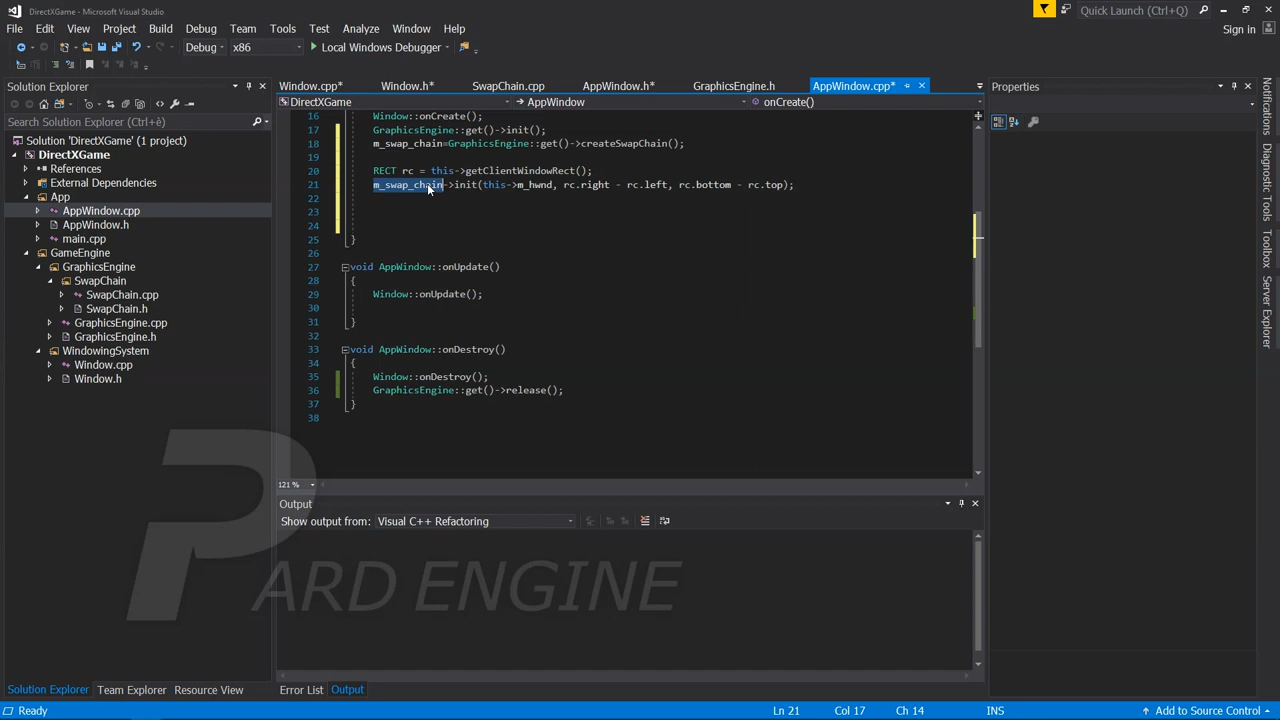 DirectXGame - Microsoft Visual Studio
Quick Launch (Ctrl+Q)
File Edit View Project Build Debug Team Tools Test Analyze Window Help
Sign in
Debug x86 Local Windows Debugger
Solution Explorer
Window.cpp* Window.h* SwapChain.cpp AppWindow.h* GraphicsEngine.h AppWindow.cpp*
Properties
DirectXGame AppWindow onCreate()
Search Solution Explorer (Ctrl+è)
Solution 'DirectXGame' (1 project)
DirectXGame
References
External Dependencies
App
AppWindow.cpp
AppWindow.h
main.cpp
GameEngine
GraphicsEngine
SwapChain
SwapChain.cpp
SwapChain.h
GraphicsEngine.cpp
GraphicsEngine.h
WindowingSystem
Window.cpp
Window.h
16 Window::onCreate();
17 GraphicsEngine::get()->init();
18 m_swap_chain=GraphicsEngine::get()->createSwapChain();
19
20 RECT rc = this->getClientWindowRect();
21 m_swap_chain->init(this->m_hwnd, rc.right - rc.left, rc.bottom - rc.top);
22
23
24
25 }
26
27 void AppWindow::onUpdate()
28 {
29 Window::onUpdate();
30
31 }
32
33 void AppWindow::onDestroy()
34 {
35 Window::onDestroy();
36 GraphicsEngine::get()->release();
37 }
38
121 %
Output
Show output from: Visual C++ Refactoring
PARD ENGINE
Solution Explorer Team Explorer Resource View
Error List Output
Notifications
Diagnostic Tools
Toolbox
Server Explorer
Ready Ln 21 Col 17 Ch 14 INS Add to Source Control